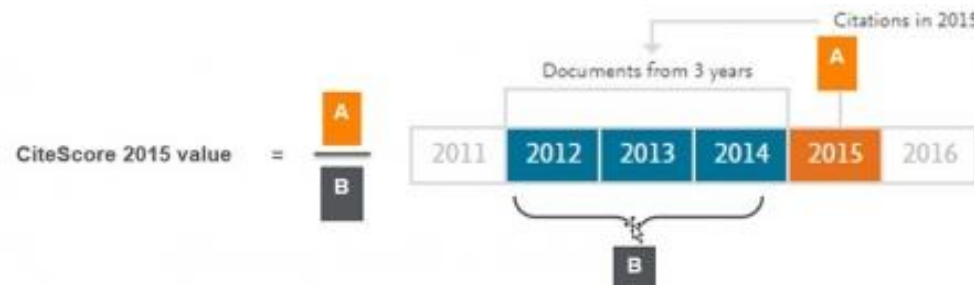 Citations in 2015
Documents from 3 years
A
A
CiteScore 2015 value =
2011 2012 2013 2014 2015 2016
B
B